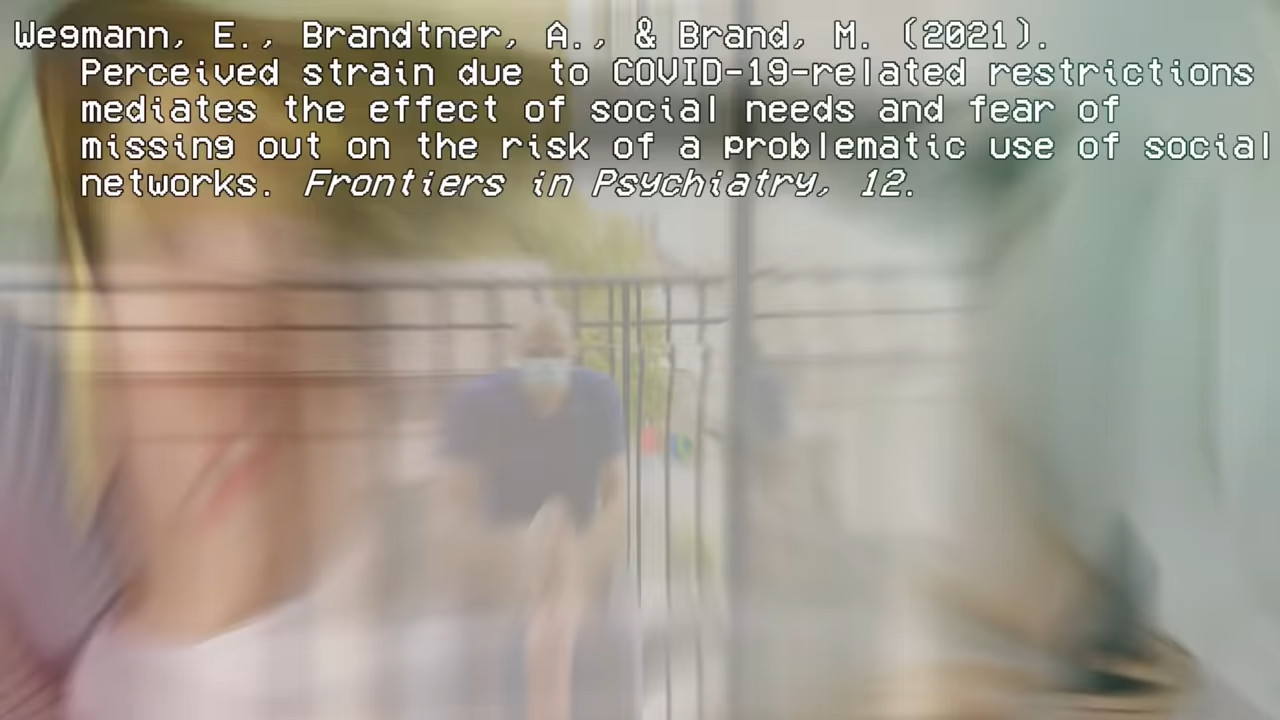 Wegmann, E., Brandtner, A., & Brand, M. (2021).
Perceived strain due to COVID-19-related restrictions
mediates the effect of social needs and fear of
missing out on the risk of a problematic use of social
networks. Frontiers in Psychiatry, 12.